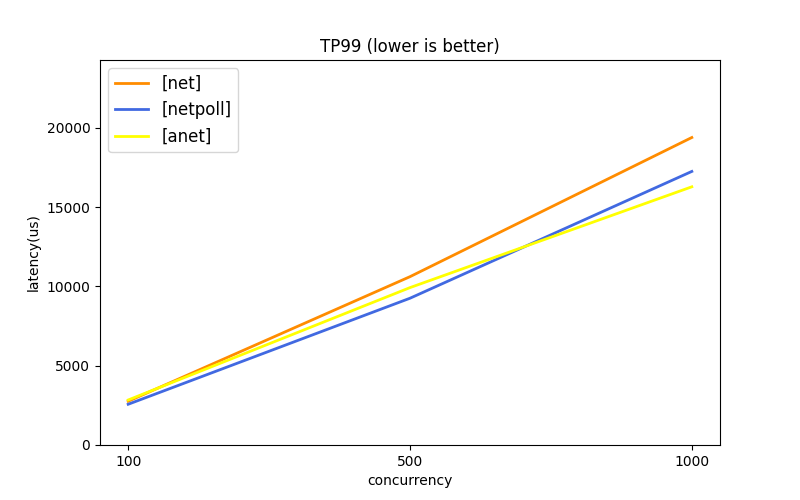 TP99 (lower is better)
[net]
[netpoll]
[anet]
20000
15000
10000
5000
0
latency(us)
100
500
1000
concurrency